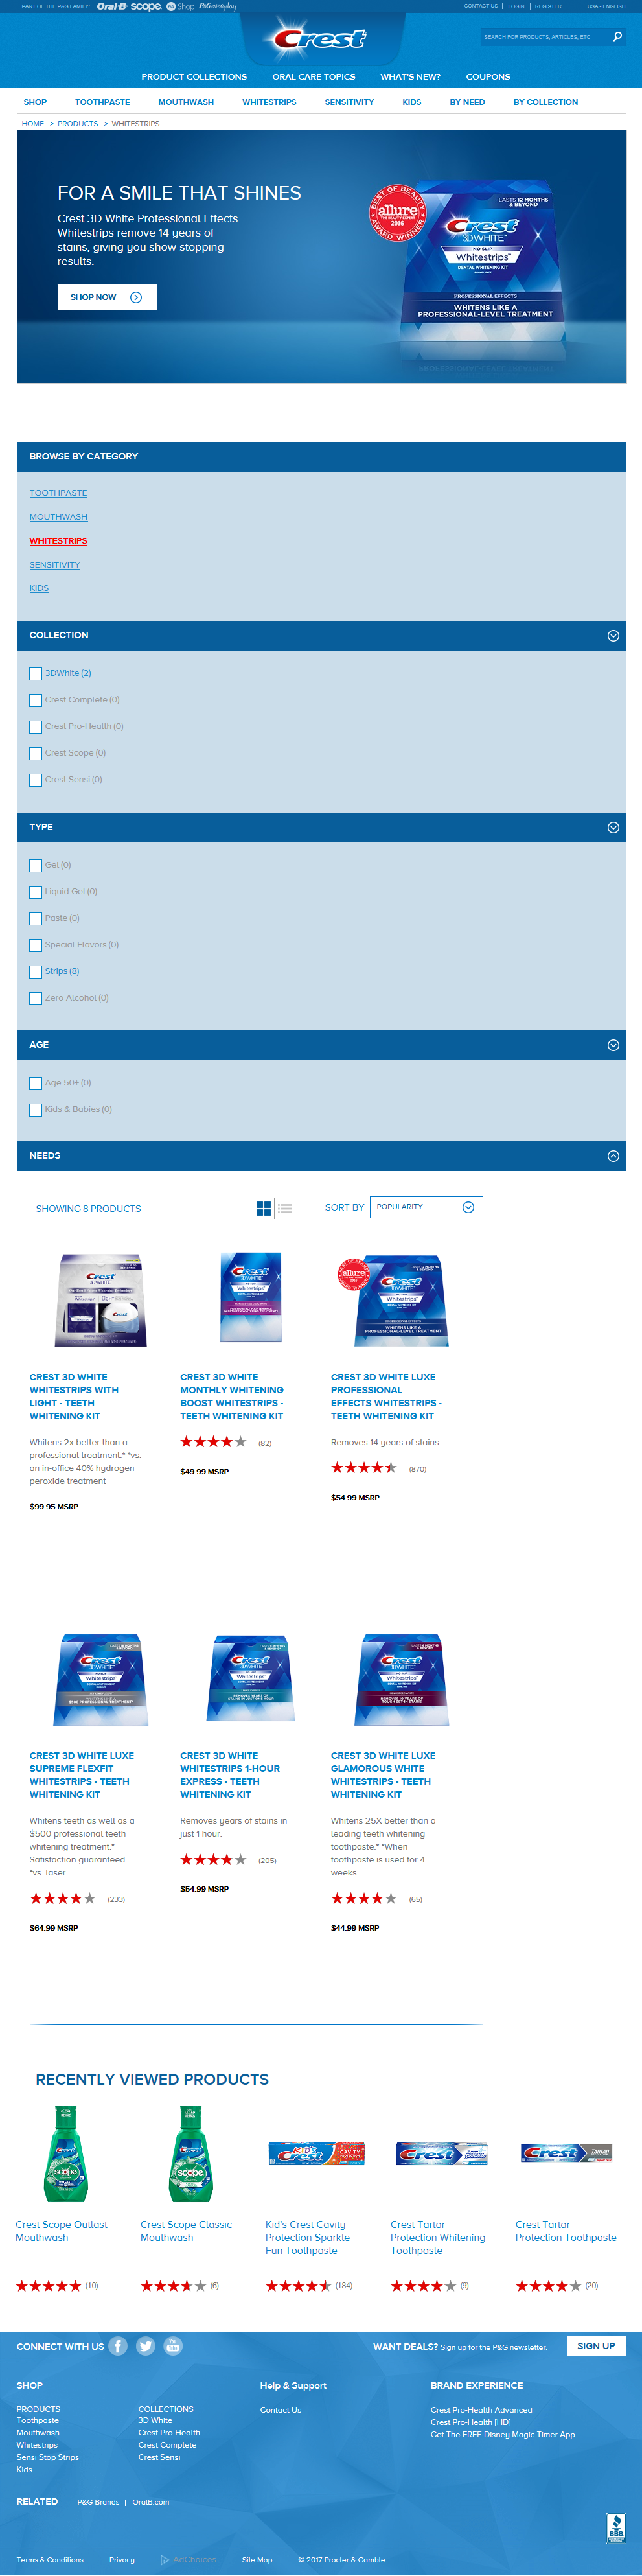 PART OF THE P&G FAMILY: Oral-B scope Shop P&G everyday
CONTACT US | LOGIN | REGISTER USA - ENGLISH
Crest
SEARCH FOR PRODUCTS, ARTICLES, ETC
PRODUCT COLLECTIONS ORAL CARE TOPICS WHAT'S NEW? COUPONS
SHOP TOOTHPASTE MOUTHWASH WHITESTRIPS SENSITIVITY KIDS BY NEED BY COLLECTION
HOME > PRODUCTS > WHITESTRIPS
FOR A SMILE THAT SHINES
Crest 3D White Professional Effects
Whitestrips remove 14 years of
stains, giving you show-stopping
results.
SHOP NOW
BEST OF BEAUTY
allure
THE BEAUTY EXPERT
2016
AWARD WINNER
LASTS 12 MONTHS
& BEYOND
Crest
3DWHITE
NO SLIP
Whitestrips
DENTAL WHITENING KIT
ENAMEL SAFE
PROFESSIONAL EFFECTS
WHITENS LIKE A
PROFESSIONAL-LEVEL TREATMENT
BROWSE BY CATEGORY
TOOTHPASTE
MOUTHWASH
WHITESTRIPS
SENSITIVITY
KIDS
COLLECTION
3DWhite (2)
Crest Complete (0)
Crest Pro-Health (0)
Crest Scope (0)
Crest Sensi (0)
TYPE
Gel (0)
Liquid Gel (0)
Paste (0)
Special Flavors (0)
Strips (8)
Zero Alcohol (0)
AGE
Age 50+ (0)
Kids & Babies (0)
NEEDS
SHOWING 8 PRODUCTS
SORT BY POPULARITY
CREST 3D WHITE
WHITESTRIPS WITH
LIGHT - TEETH
WHITENING KIT
Whitens 2x better than a
professional treatment.* *vs.
an in-office 40% hydrogen
peroxide treatment
$99.95 MSRP
CREST 3D WHITE
MONTHLY WHITENING
BOOST WHITESTRIPS -
TEETH WHITENING KIT
(82)
$49.99 MSRP
CREST 3D WHITE LUXE
PROFESSIONAL
EFFECTS WHITESTRIPS -
TEETH WHITENING KIT
Removes 14 years of stains.
(870)
$54.99 MSRP
CREST 3D WHITE LUXE
SUPREME FLEXFIT
WHITESTRIPS - TEETH
WHITENING KIT
Whitens teeth as well as a
$500 professional teeth
whitening treatment.*
Satisfaction guaranteed.
*vs. laser.
(233)
$64.99 MSRP
CREST 3D WHITE
WHITESTRIPS 1-HOUR
EXPRESS - TEETH
WHITENING KIT
Removes years of stains in
just 1 hour.
(205)
$54.99 MSRP
CREST 3D WHITE LUXE
GLAMOROUS WHITE
WHITESTRIPS - TEETH
WHITENING KIT
Whitens 25X better than a
leading teeth whitening
toothpaste.* *When
toothpaste is used for 4
weeks.
(65)
$44.99 MSRP
RECENTLY VIEWED PRODUCTS
Crest Scope Outlast
Mouthwash
(10)
Crest Scope Classic
Mouthwash
(6)
Kid's Crest Cavity
Protection Sparkle
Fun Toothpaste
(184)
Crest Tartar
Protection Whitening
Toothpaste
(9)
Crest Tartar
Protection Toothpaste
(20)
CONNECT WITH US
WANT DEALS? Sign up for the P&G newsletter.
SIGN UP
SHOP
PRODUCTS
Toothpaste
Mouthwash
Whitestrips
Sensi Stop Strips
Kids
COLLECTIONS
3D White
Crest Pro-Health
Crest Complete
Crest Sensi
Help & Support
Contact Us
BRAND EXPERIENCE
Crest Pro-Health Advanced
Crest Pro-Health [HD]
Get The FREE Disney Magic Timer App
RELATED P&G Brands | OralB.com
BBB
Terms & Conditions Privacy AdChoices Site Map © 2017 Procter & Gamble